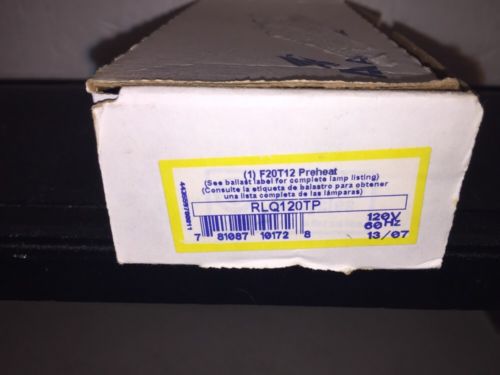 (1) F20T12 Preheat
(See ballast label for complete lamp listing)
(Consulte la etiqueta de balastro para obtener
una lista completa de las lámparas)
RLQ120TP
120V
60Hz
7 81087 10172 8
13/07